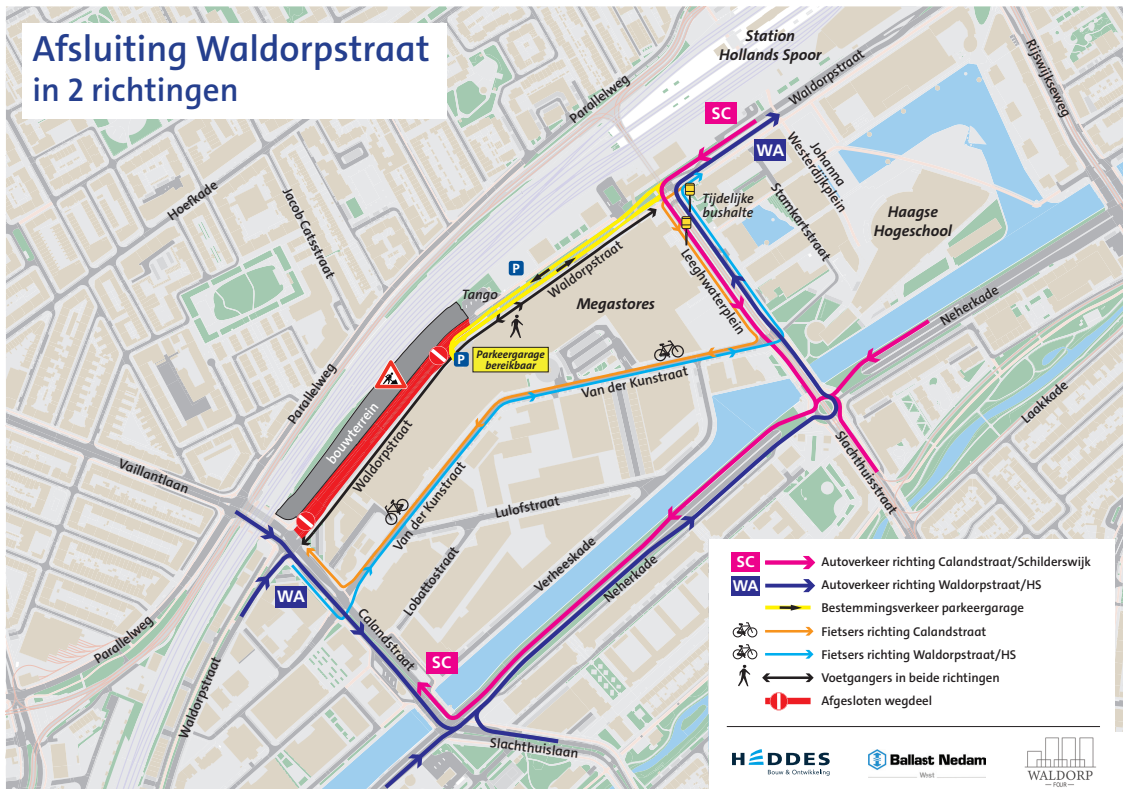 Afsluiting Waldorpstraat
in 2 richtingen
Station
Hollands Spoor
Waldorpstraat
Rijswijkseweg
Parallelweg
SC
WA
Johanna
Westerdijkplein
Hoefkade
Jacob Catsstraat
Tijdelijke
bushalte
Stamkartstraat
Haagse
Hogeschool
P
Waldorpstraat
Leeghwaterplein
Tango
Megastores
Neherkade
P
Parkeergarage
bereikbaar
Parallelweg
Van der Kunstraat
Laakkade
bouwterrein
Waldorpstraat
Vaillantlaan
Slachthuisstraat
Van der Kunstraat
Lulofstraat
Verheeskade
Neherkade
Lobattostraat
WA
Calandstraat
Parallelweg
SC
Waldorpstraat
Slachthuislaan
SC Autoverkeer richting Calandstraat/Schilderswijk
WA Autoverkeer richting Waldorpstraat/HS
Bestemmingsverkeer parkeergarage
Fietsers richting Calandstraat
Fietsers richting Waldorpstraat/HS
Voetgangers in beide richtingen
Afgesloten wegdeel
HEDDES
Bouw & Ontwikkeling
Ballast Nedam
West
WALDORP
FOUR